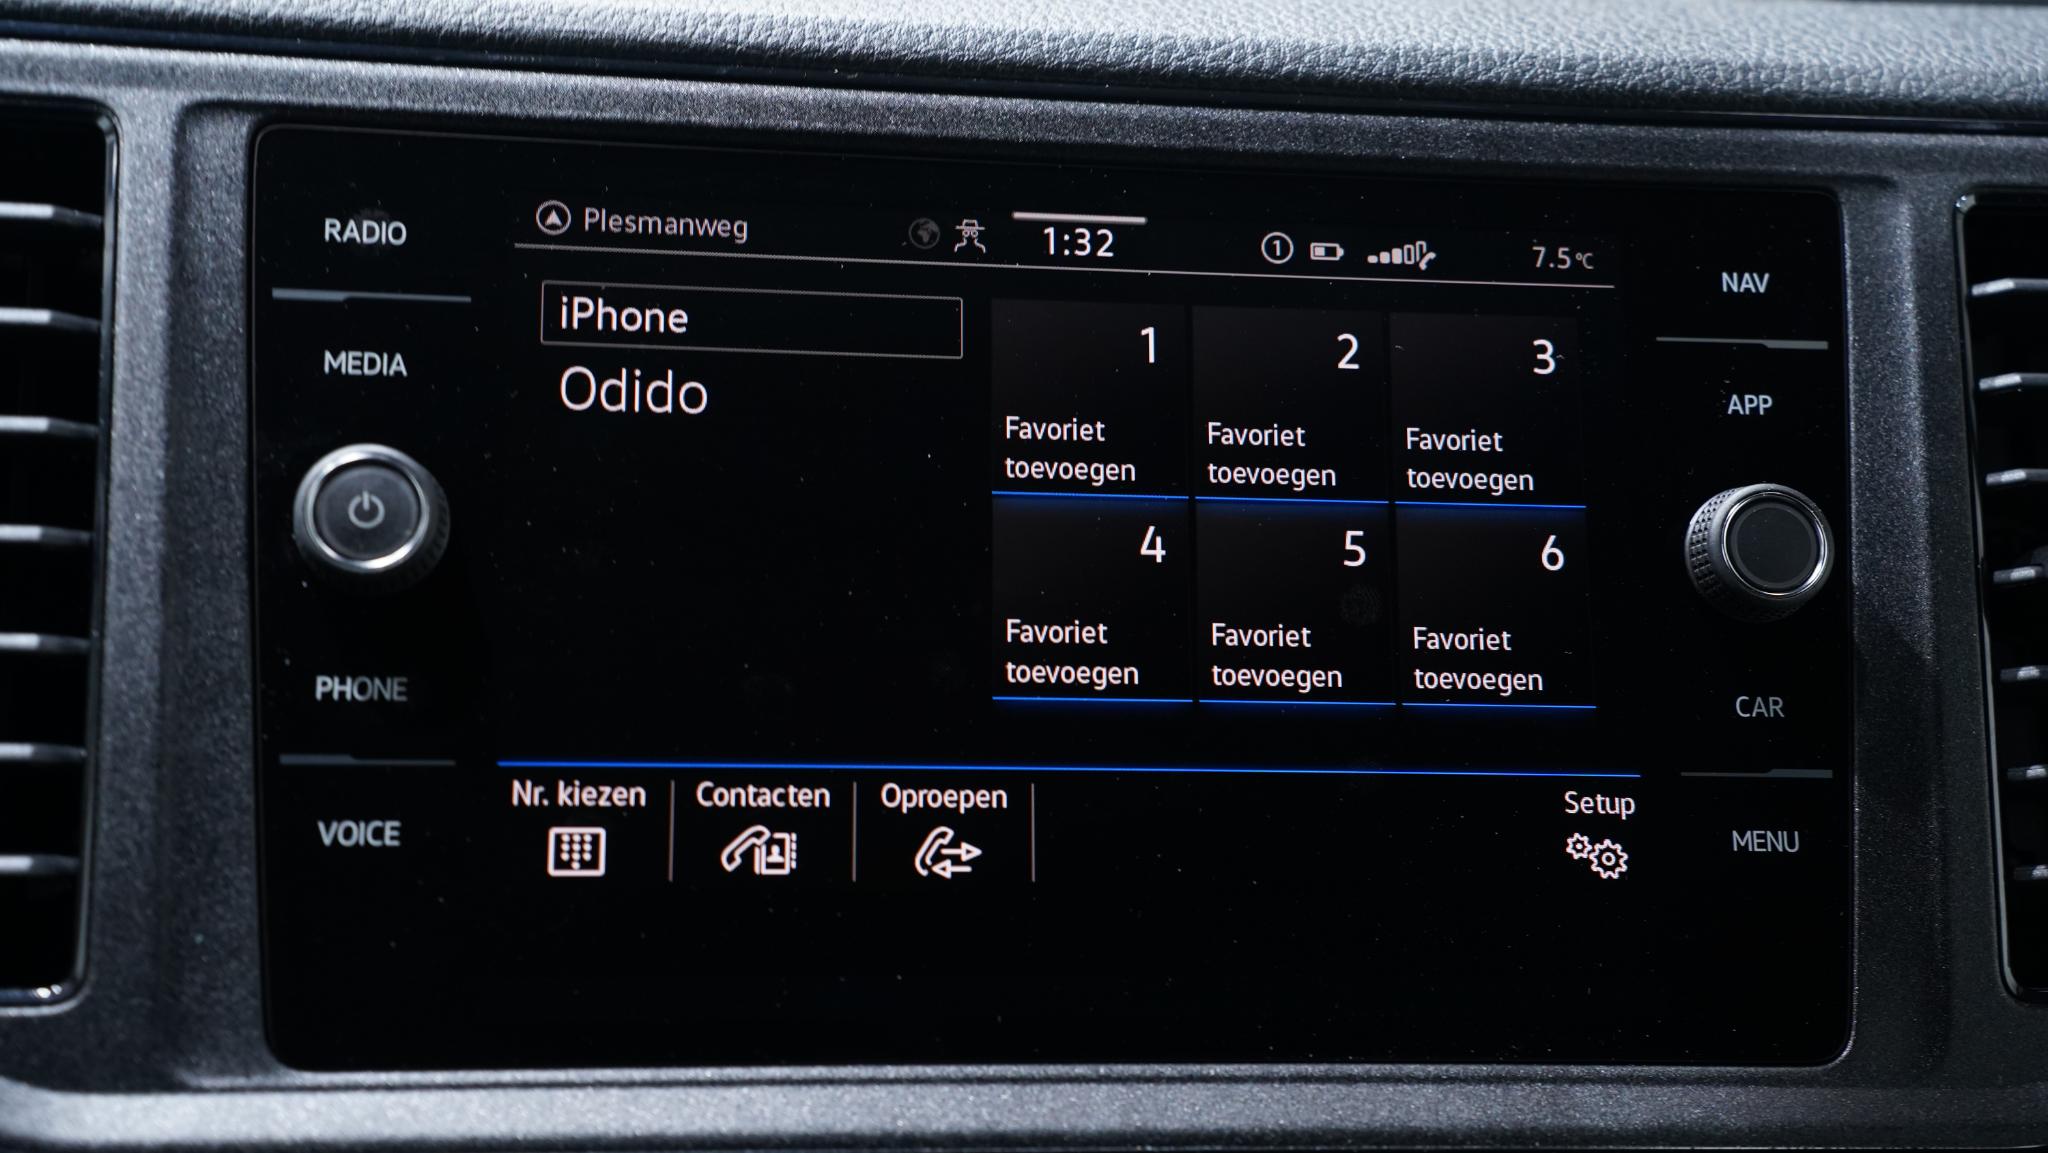 RADIO
MEDIA
PHONE
VOICE
Plesmanweg
1:32
1
7.5°C
iPhone
Odido
1
Favoriet
toevoegen
2
Favoriet
toevoegen
3
Favoriet
toevoegen
4
Favoriet
toevoegen
5
Favoriet
toevoegen
6
Favoriet
toevoegen
Nr. kiezen
Contacten
Oproepen
Setup
NAV
APP
CAR
MENU